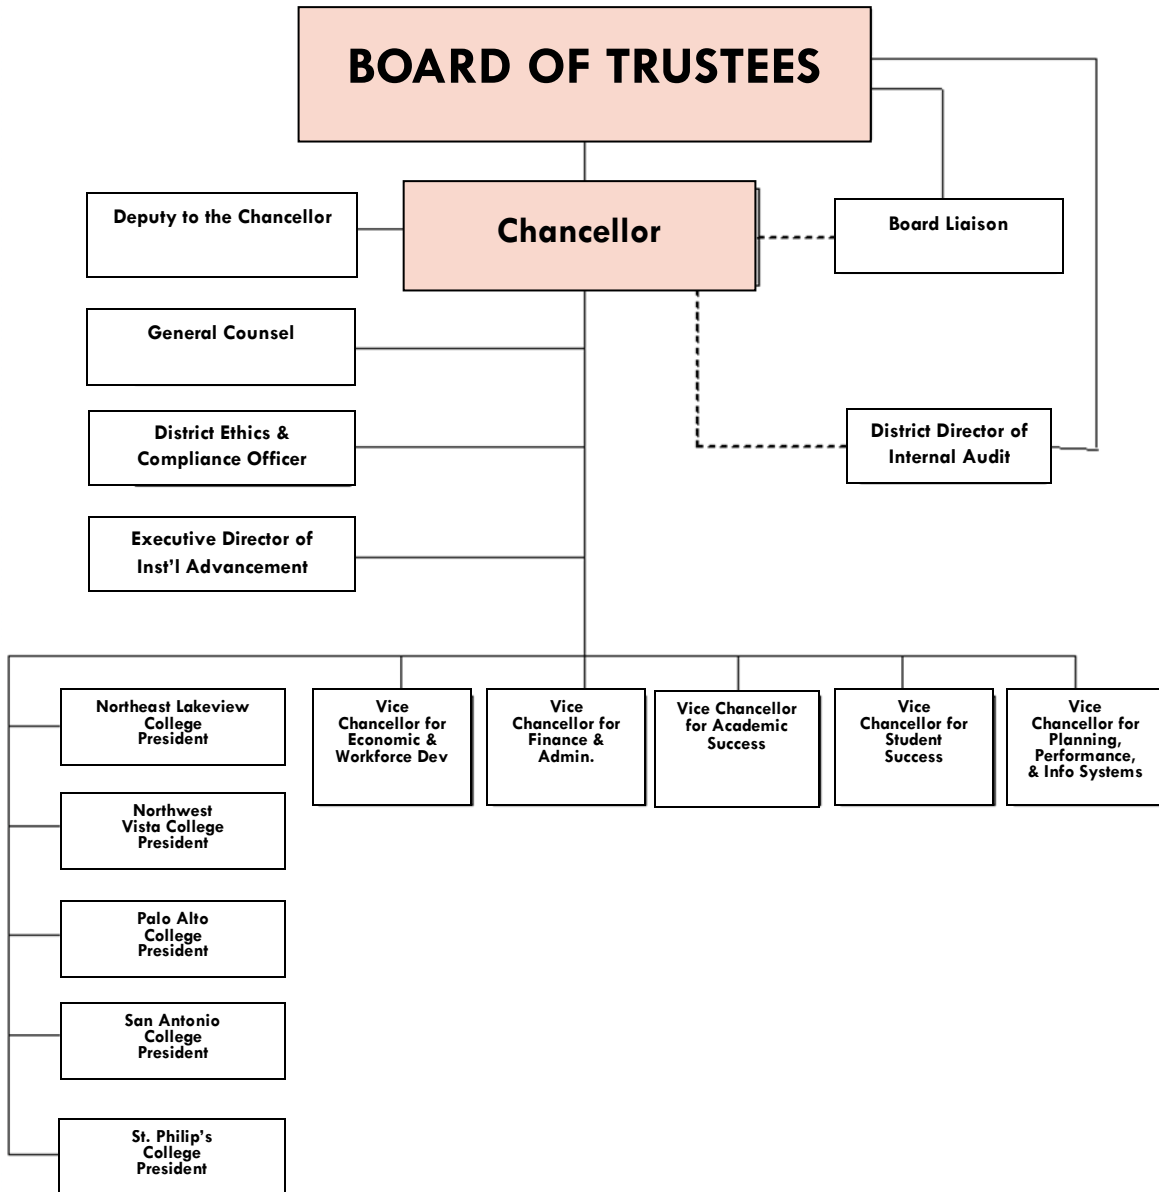 BOARD OF TRUSTEES
Deputy to the Chancellor
Chancellor
Board Liaison
General Counsel
District Ethics &
Compliance Officer
District Director of
Internal Audit
Executive Director of
Inst'l Advancement
Northeast Lakeview
College
President
Vice
Chancellor for
Economic &
Workforce Dev
Vice
Chancellor for
Finance &
Admin.
Vice Chancellor
for Academic
Success
Vice
Chancellor for
Student
Success
Vice
Chancellor for
Planning,
Performance,
& Info Systems
Northwest
Vista College
President
Palo Alto
College
President
San Antonio
College
President
St. Philip's
College
President